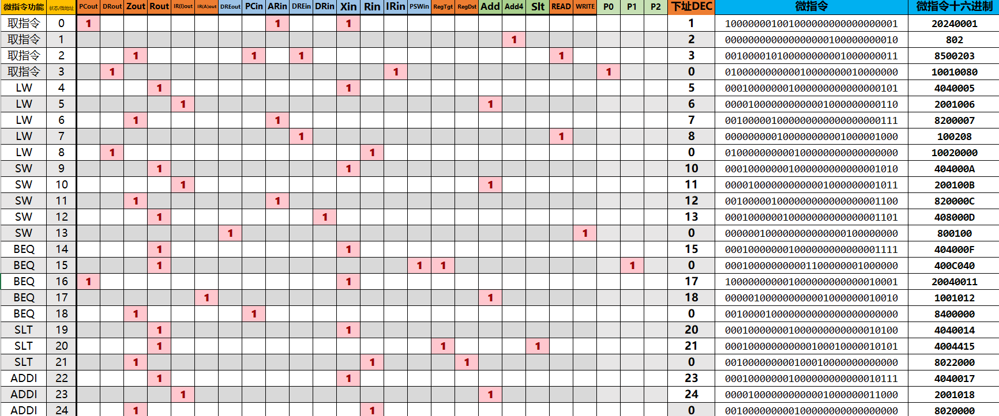 微指令功能 状态/微地址 PCout DRout Zout Rout IR(I)out IR(A)out DREout PCin ARin DREin DRin Xin Rin IRin PSWin RegTgt RegDst Add Add4 Slt READ WRITE P0 P1 P2 下址DEC 微指令 微指令十六进制
取指令 0 1 1 1 1 100000001001000000000000000001 20240001
取指令 1 1 2 000000000000000000100000000010 802
取指令 2 1 1 1 1 3 001000010100000000001000000011 8500203
取指令 3 1 1 1 0 010000000000010000000010000000 10010080
LW 4 1 1 5 000100000001000000000000000101 4040005
LW 5 1 1 6 000010000000000001000000000110 2001006
LW 6 1 1 7 001000001000000000000000000111 8200007
LW 7 1 1 8 000000000100000000001000001000 100208
LW 8 1 1 0 010000000000100000000000000000 10020000
SW 9 1 1 10 000100000001000000000000001010 404000A
SW 10 1 1 11 000010000000000001000000001011 200100B
SW 11 1 1 12 001000001000000000000000001100 820000C
SW 12 1 1 13 000100000010000000000000001101 408000D
SW 13 1 1 0 000000100000000000000100000000 800100
BEQ 14 1 1 15 000100000001000000000000001111 404000F
BEQ 15 1 1 1 1 0 000100000000001100000001000000 400C040
BEQ 16 1 1 17 100000000001000000000000010001 20040011
BEQ 17 1 1 18 000001000000000001000000010010 1001012
BEQ 18 1 1 0 001000010000000000000000000000 8400000
SLT 19 1 1 20 000100000001000000000000010100 4040014
SLT 20 1 1 1 21 000100000000000100010000010101 4004415
SLT 21 1 1 1 0 001000000000100010000000000000 8022000
ADDI 22 1 1 23 000100000001000000000000010111 4040017
ADDI 23 1 1 24 000010000000000001000000011000 2001018
ADDI 24 1 1 0 001000000000100000000000000000 8020000